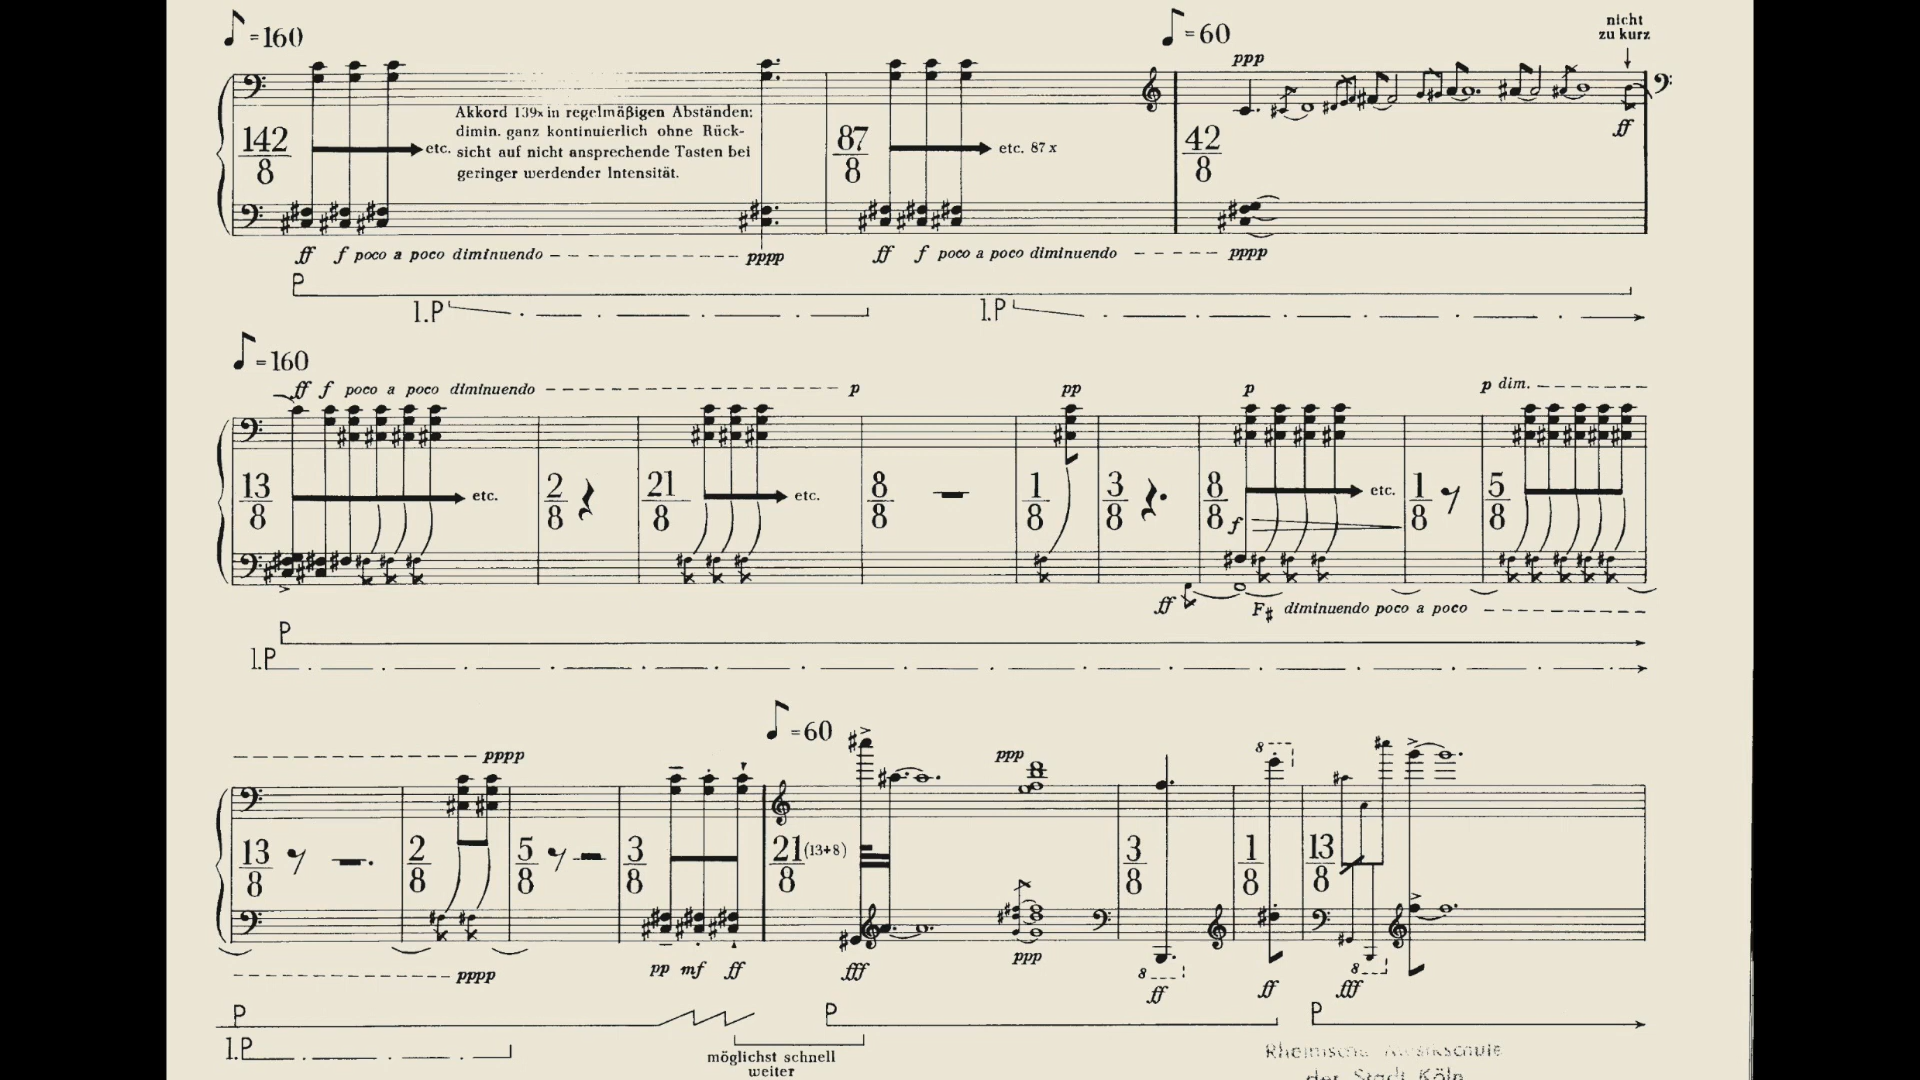 ♪ = 160
♪ = 60
nicht
zu kurz
ppp
Akkord 139x in regelmäßigen Abständen:
dimin. ganz kontinuierlich ohne Rück-
etc. sicht auf nicht ansprechende Tasten bei
geringer werdender Intensität.
142/8
87/8
etc. 87 x
42/8
ff
ff f poco a poco diminuendo pppp
ff f poco a poco diminuendo pppp
P
1.P
1.P
♪ = 160
ff f poco a poco diminuendo p
pp
p
p dim.
13/8
etc.
2/8
21/8
etc.
8/8
1/8
3/8
8/8
f
etc.
1/8
5/8
ff
F# diminuendo poco a poco
P
1.P
♪ = 60
pppp
ppp
8
13/8
2/8
5/8
3/8
21(13+8)/8
3/8
1/8
13/8
pppp
pp mf ff
fff
ppp
8
ff
ff
8
fff
P
P
P
1.P
möglichst schnell
weiter
Rheinische
der Stadt Köln